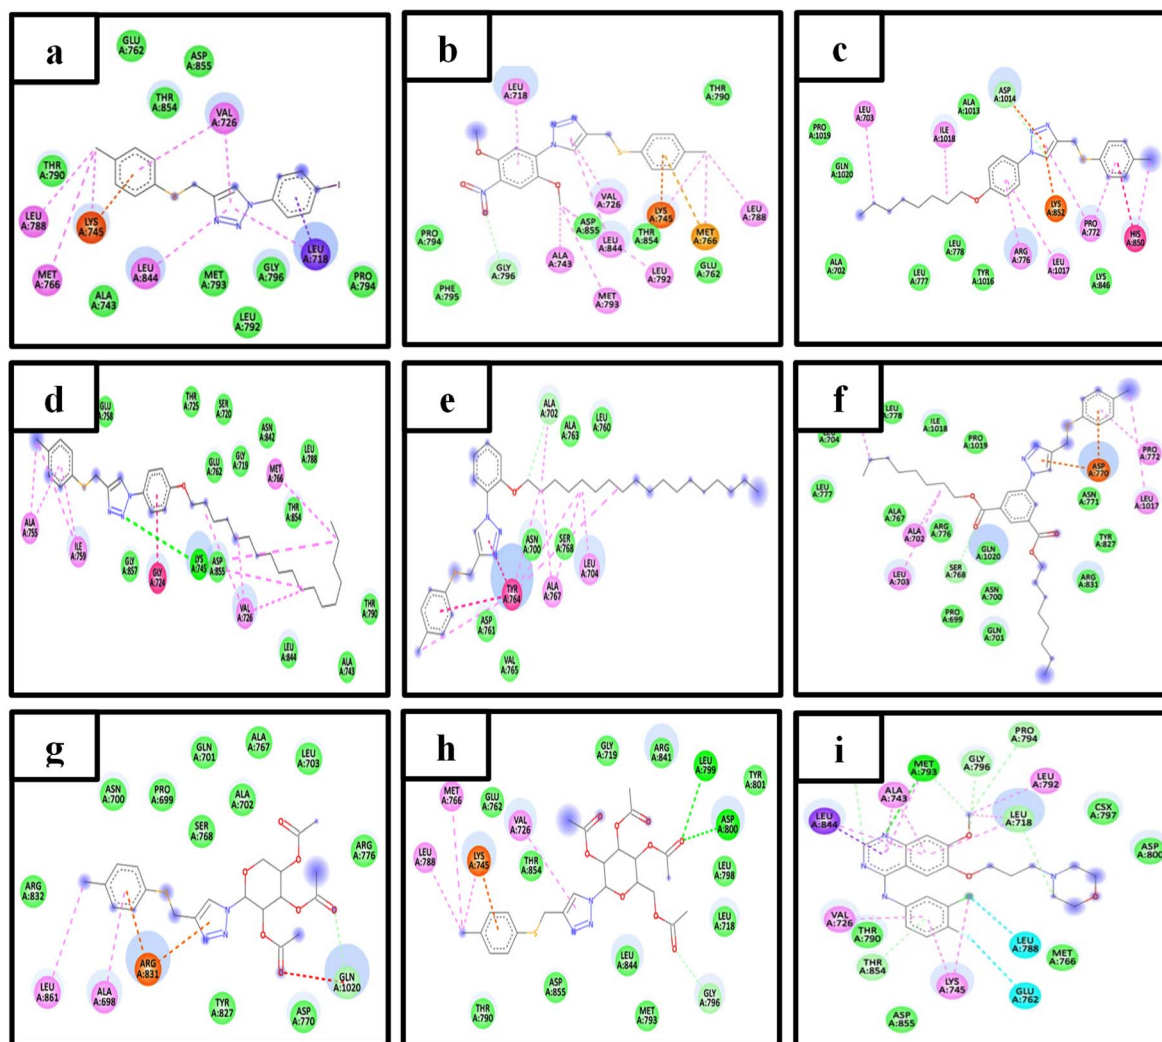 a
GLU
A:762
ASP
A:855
THR
A:854
VAL
A:726
THR
A:790
LEU
A:788
LYS
A:745
MET
A:766
ALA
A:743
LEU
A:844
MET
A:793
GLY
A:796
LEU
A:718
PRO
A:794
LEU
A:792
N
N
N
I
b
LEU
A:718
THR
A:790
VAL
A:726
LYS
A:745
LEU
A:788
PRO
A:794
GLY
A:796
ASP
A:855
THR
A:854
MET
A:766
ALA
A:743
LEU
A:844
LEU
A:792
GLU
A:762
PHE
A:795
MET
A:793
c
LEU
A:703
ALA
A:1013
ASP
A:1014
PRO
A:1019
ILE
A:1018
GLN
A:1020
LYS
A:852
PRO
A:772
HIS
A:850
ALA
A:702
LEU
A:778
ARG
A:776
LEU
A:1017
LEU
A:777
TYR
A:1016
LYS
A:846
d
GLU
A:758
THR
A:725
SER
A:720
ASN
A:842
GLU
A:762
GLY
A:719
MET
A:766
LEU
A:788
THR
A:854
ALA
A:755
ILE
A:759
GLY
A:857
GLY
A:724
LYS
A:745
ASP
A:855
VAL
A:726
THR
A:790
LEU
A:844
ALA
A:743
e
ALA
A:702
ALA
A:763
LEU
A:760
ASN
A:700
SER
A:768
LEU
A:704
TYR
A:764
ALA
A:767
ASP
A:761
VAL
A:765
f
LEU
A:778
LEU
A:704
ILE
A:1018
PRO
A:1019
PRO
A:772
ASP
A:770
LEU
A:777
ASN
A:771
LEU
A:1017
ALA
A:767
ALA
A:702
ARG
A:776
GLN
A:1020
TYR
A:827
LEU
A:703
SER
A:768
ASN
A:700
ARG
A:831
PRO
A:699
GLN
A:701
g
GLN
A:701
ALA
A:767
LEU
A:703
ASN
A:700
PRO
A:699
ALA
A:702
SER
A:768
ARG
A:776
ARG
A:832
ARG
A:831
LEU
A:861
ALA
A:698
GLN
A:1020
TYR
A:827
ASP
A:770
h
GLY
A:719
ARG
A:841
LEU
A:799
TYR
A:801
MET
A:766
GLU
A:762
VAL
A:726
ASP
A:800
LEU
A:788
LYS
A:745
THR
A:854
LEU
A:798
LEU
A:718
LEU
A:844
ASP
A:855
GLY
A:796
THR
A:790
MET
A:793
i
PRO
A:794
MET
A:793
GLY
A:796
ALA
A:743
LEU
A:792
LEU
A:844
LEU
A:718
CSX
A:797
ASP
A:800
VAL
A:726
THR
A:790
LEU
A:788
MET
A:766
THR
A:854
LYS
A:745
GLU
A:762
ASP
A:855